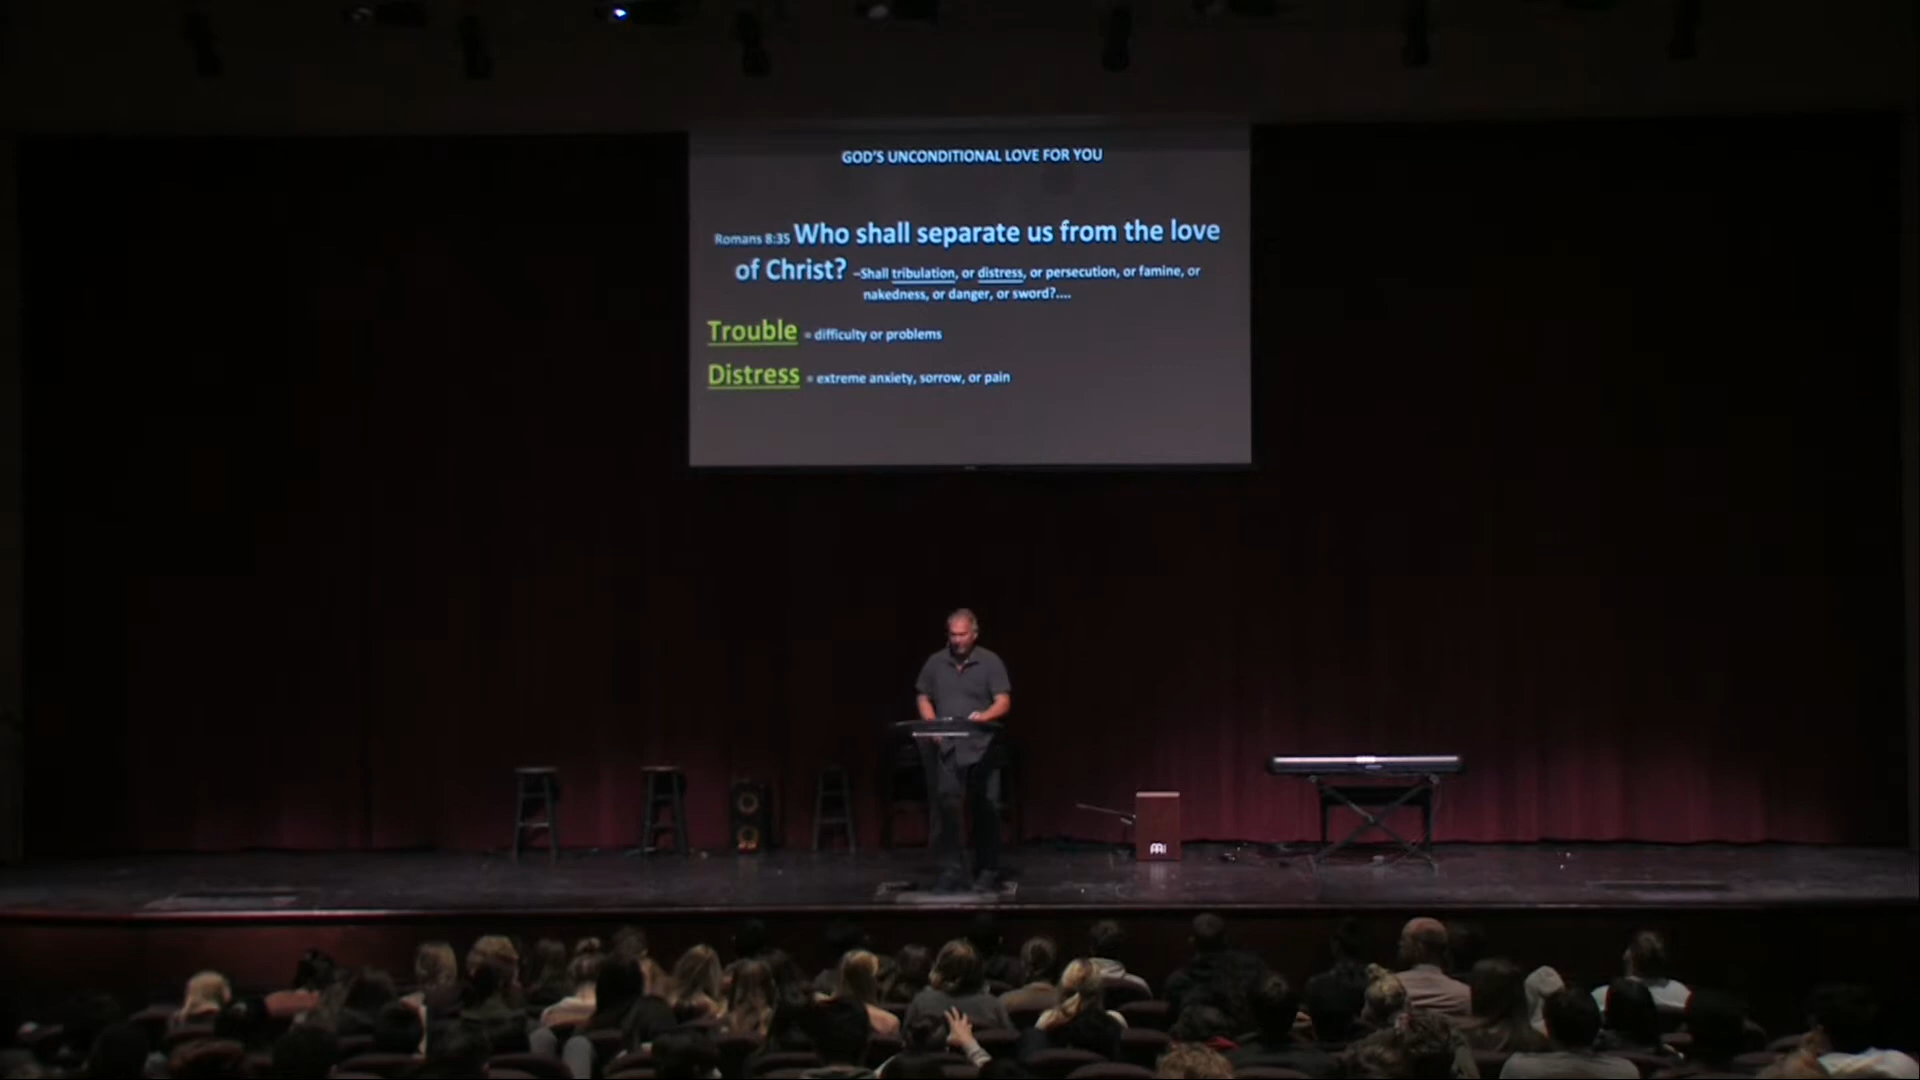 GOD'S UNCONDITIONAL LOVE FOR YOU
Romans 8:35 Who shall separate us from the love
of Christ? –Shall tribulation, or distress, or persecution, or famine, or
nakedness, or danger, or sword?....
Trouble = difficulty or problems
Distress = extreme anxiety, sorrow, or pain